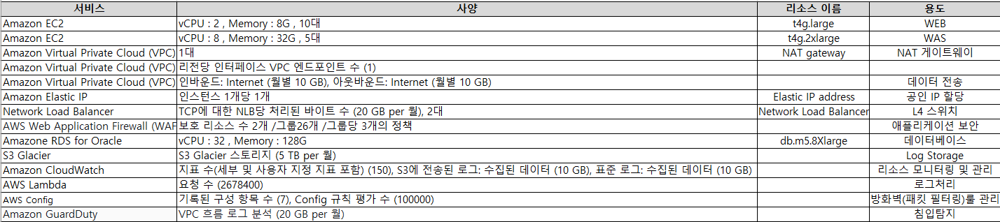 서비스 사양 리소스 이름 용도
Amazon EC2 vCPU : 2 , Memory : 8G , 10대 t4g.large WEB
Amazon EC2 vCPU : 8 , Memory : 32G , 5대 t4g.2xlarge WAS
Amazon Virtual Private Cloud (VPC) 1대 NAT gateway NAT 게이트웨이
Amazon Virtual Private Cloud (VPC) 리전당 인터페이스 VPC 엔드포인트 수 (1)
Amazon Virtual Private Cloud (VPC) 인바운드: Internet (월별 10 GB), 아웃바운드: Internet (월별 10 GB) 데이터 전송
Amazon Elastic IP 인스턴스 1개당 1개 Elastic IP address 공인 IP 할당
Network Load Balancer TCP에 대한 NLB당 처리된 바이트 수 (20 GB per 월), 2대 Network Load Balancer L4 스위치
AWS Web Application Firewall (WAF 보호 리소스 수 2개 /그룹26개 /그룹당 3개의 정책 애플리케이션 보안
Amazone RDS for Oracle vCPU : 32 , Memory : 128G db.m5.8Xlarge 데이터베이스
S3 Glacier S3 Glacier 스토리지 (5 TB per 월) Log Storage
Amazon CloudWatch 지표 수(세부 및 사용자 지정 지표 포함) (150), S3에 전송된 로그: 수집된 데이터 (10 GB), 표준 로그: 수집된 데이터 (10 GB) 리소스 모니터링 및 관리
AWS Lambda 요청 수 (2678400) 로그처리
AWS Config 기록된 구성 항목 수 (7), Config 규칙 평가 수 (100000) 방화벽(패킷 필터링)룰 관리
Amazon GuardDuty VPC 흐름 로그 분석 (20 GB per 월) 침입탐지